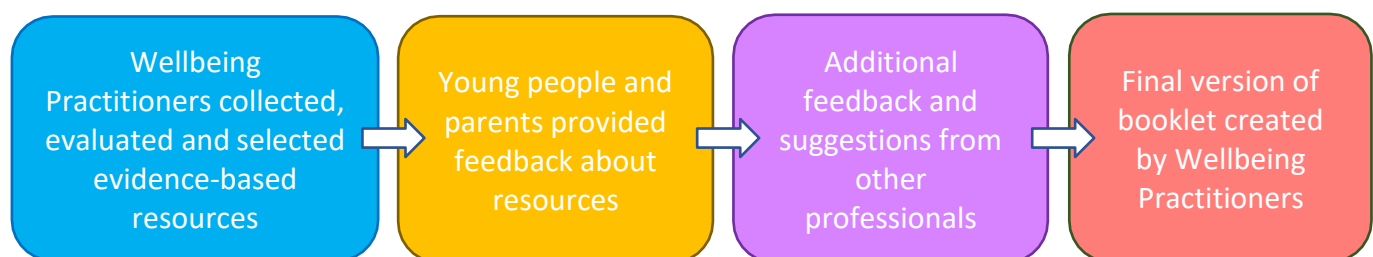 Wellbeing
Practitioners collected,
evaluated and selected
evidence-based
resources
Young people and
parents provided
feedback about
resources
Additional
feedback and
suggestions from
other
professionals
Final version of
booklet created
by Wellbeing
Practitioners